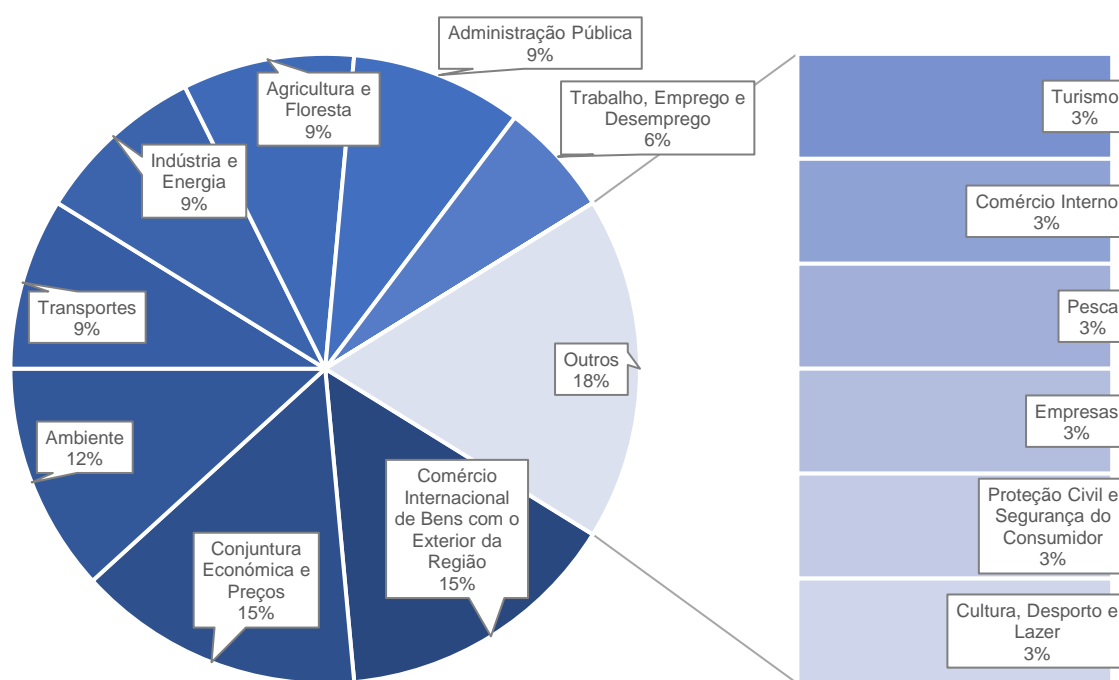 Administração Pública
9%
Agricultura e
Floresta
9%
Trabalho, Emprego e
Desemprego
6%
Indústria e
Energia
9%
Transportes
9%
Outros
18%
Ambiente
12%
Comércio
Internacional
de Bens com o
Exterior da
Região
15%
Conjuntura
Económica e
Preços
15%
Turismo
3%
Comércio Interno
3%
Pesca
3%
Empresas
3%
Proteção Civil e
Segurança do
Consumidor
3%
Cultura, Desporto e
Lazer
3%